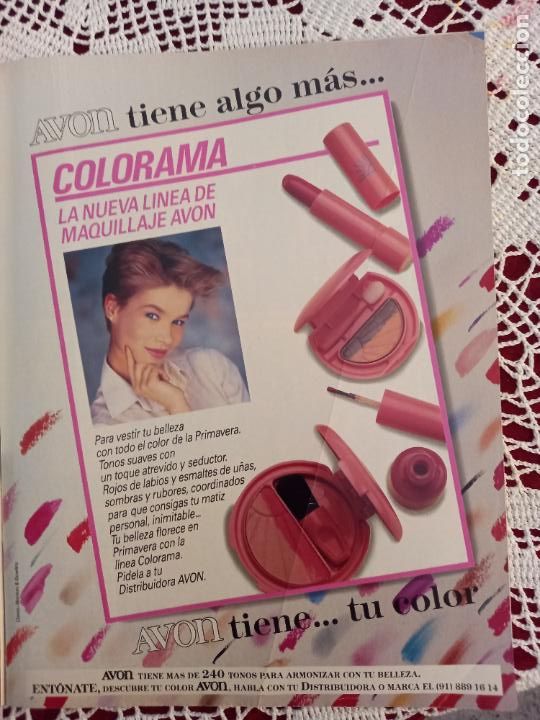 AVON tiene algo más...
COLORAMA
LA NUEVA LINEA DE
MAQUILLAJE AVON
Para vestir tu belleza
con todo el color de la Primavera.
Tonos suaves con
un toque atrevido y seductor.
Rojos de labios y esmaltes de uñas,
sombras y rubores, coordinados
para que consigas tu matiz
personal, inimitable...
Tu belleza florece en
Primavera con la
línea Colorama.
Pídela a tu
Distribuidora AVON.
AVON tiene... tu color
AVON TIENE MAS DE 240 TONOS PARA ARMONIZAR CON TU BELLEZA.
ENTÓNATE, DESCUBRE TU COLOR AVON, HABLA CON TU DISTRIBUIDORA O MARCA EL (91) 889 16 14
todocoleccion.net